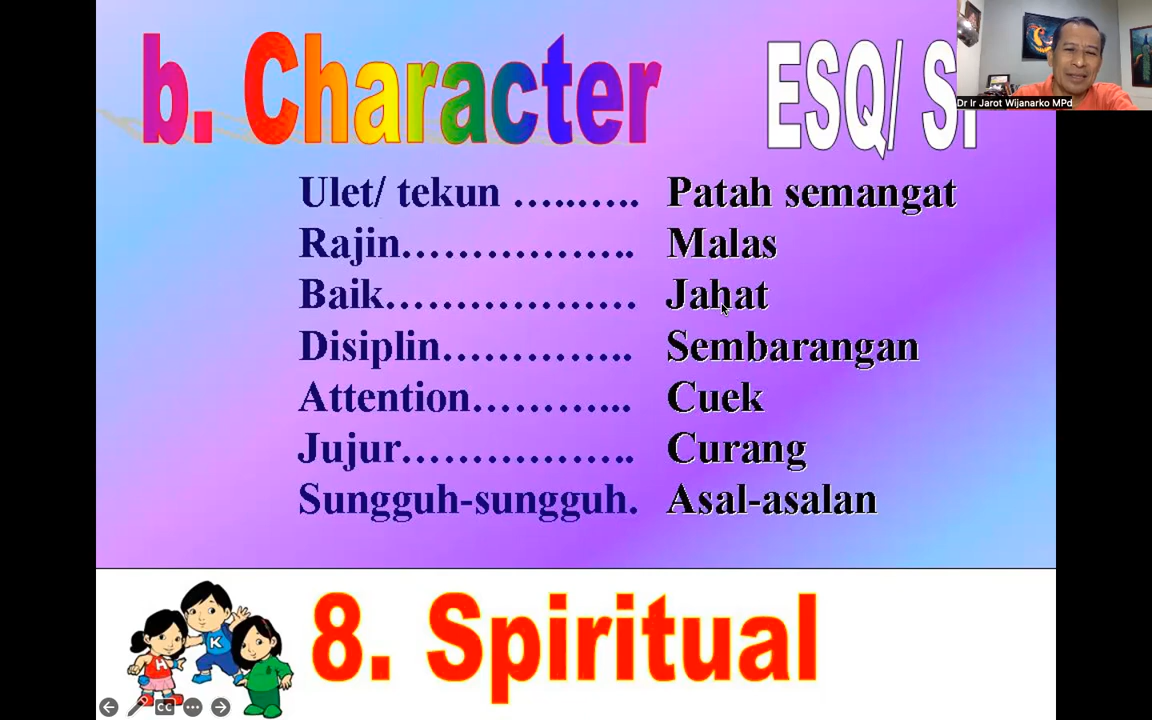 b. Character
ESQ/ S
Dr Ir Jarot Wijanarko MPd
Ulet/ tekun ………. Patah semangat
Rajin……………. Malas
Baik……………… Jahat
Disiplin………….. Sembarangan
Attention………... Cuek
Jujur……………. Curang
Sungguh-sungguh. Asal-asalan
8. Spiritual
K
H
CC